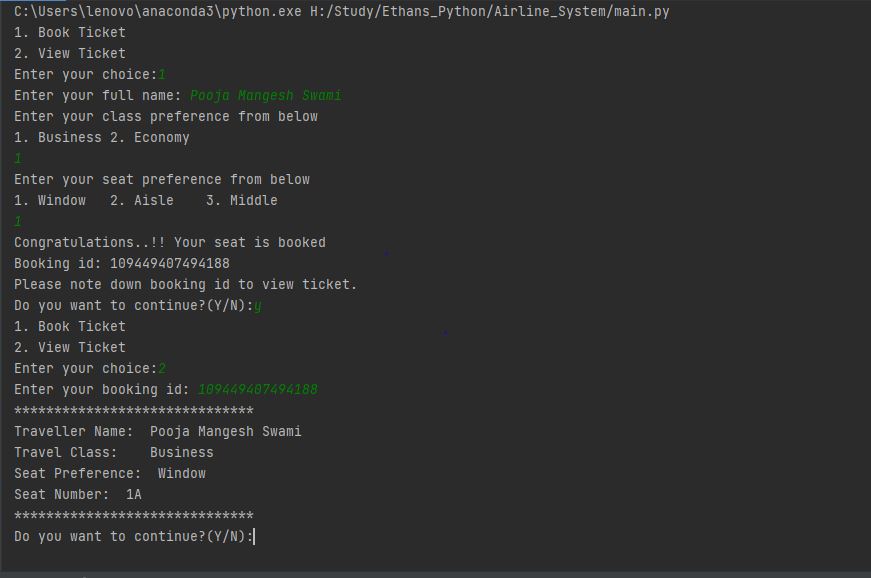 C:\Users\lenovo\anaconda3\python.exe H:/Study/Ethans_Python/Airline_System/main.py
1. Book Ticket
2. View Ticket
Enter your choice:1
Enter your full name: Pooja Mangesh Swami
Enter your class preference from below
1. Business 2. Economy
1
Enter your seat preference from below
1. Window   2. Aisle    3. Middle
1
Congratulations..!! Your seat is booked
Booking id: 109449407494188
Please note down booking id to view ticket.
Do you want to continue?(Y/N):y
1. Book Ticket
2. View Ticket
Enter your choice:2
Enter your booking id: 109449407494188
******************************
Traveller Name:  Pooja Mangesh Swami
Travel Class:    Business
Seat Preference:  Window
Seat Number:  1A
******************************
Do you want to continue?(Y/N):